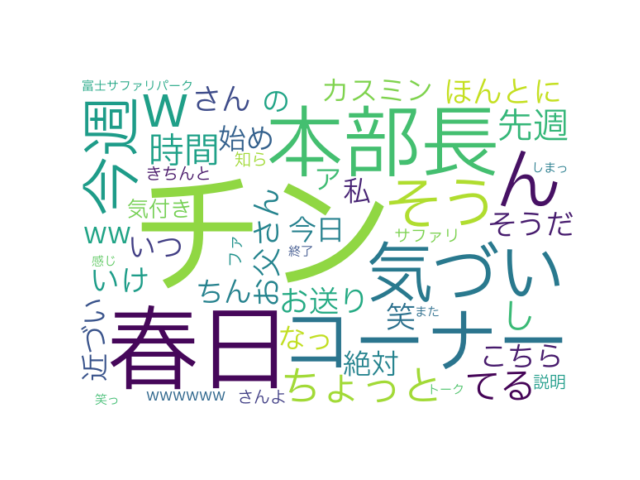 富士サファリパーク
今週
w
さん
の
カスミン
ほんとに
先週
時間
始め
知ら
本部長
ん
しまっ
きちんと
チン
ア
私
そう
そうだ
気付き
ww
いつ
お父さん
今日
サファリ
気づい
ファ
終了
感じ
いけ
ちん
お送り
春日
コーナー
笑
また
し
近づい
なっ
絶対
こちら
笑っ
wwwwww
さんよ
ちょっと
トーク
てる
説明